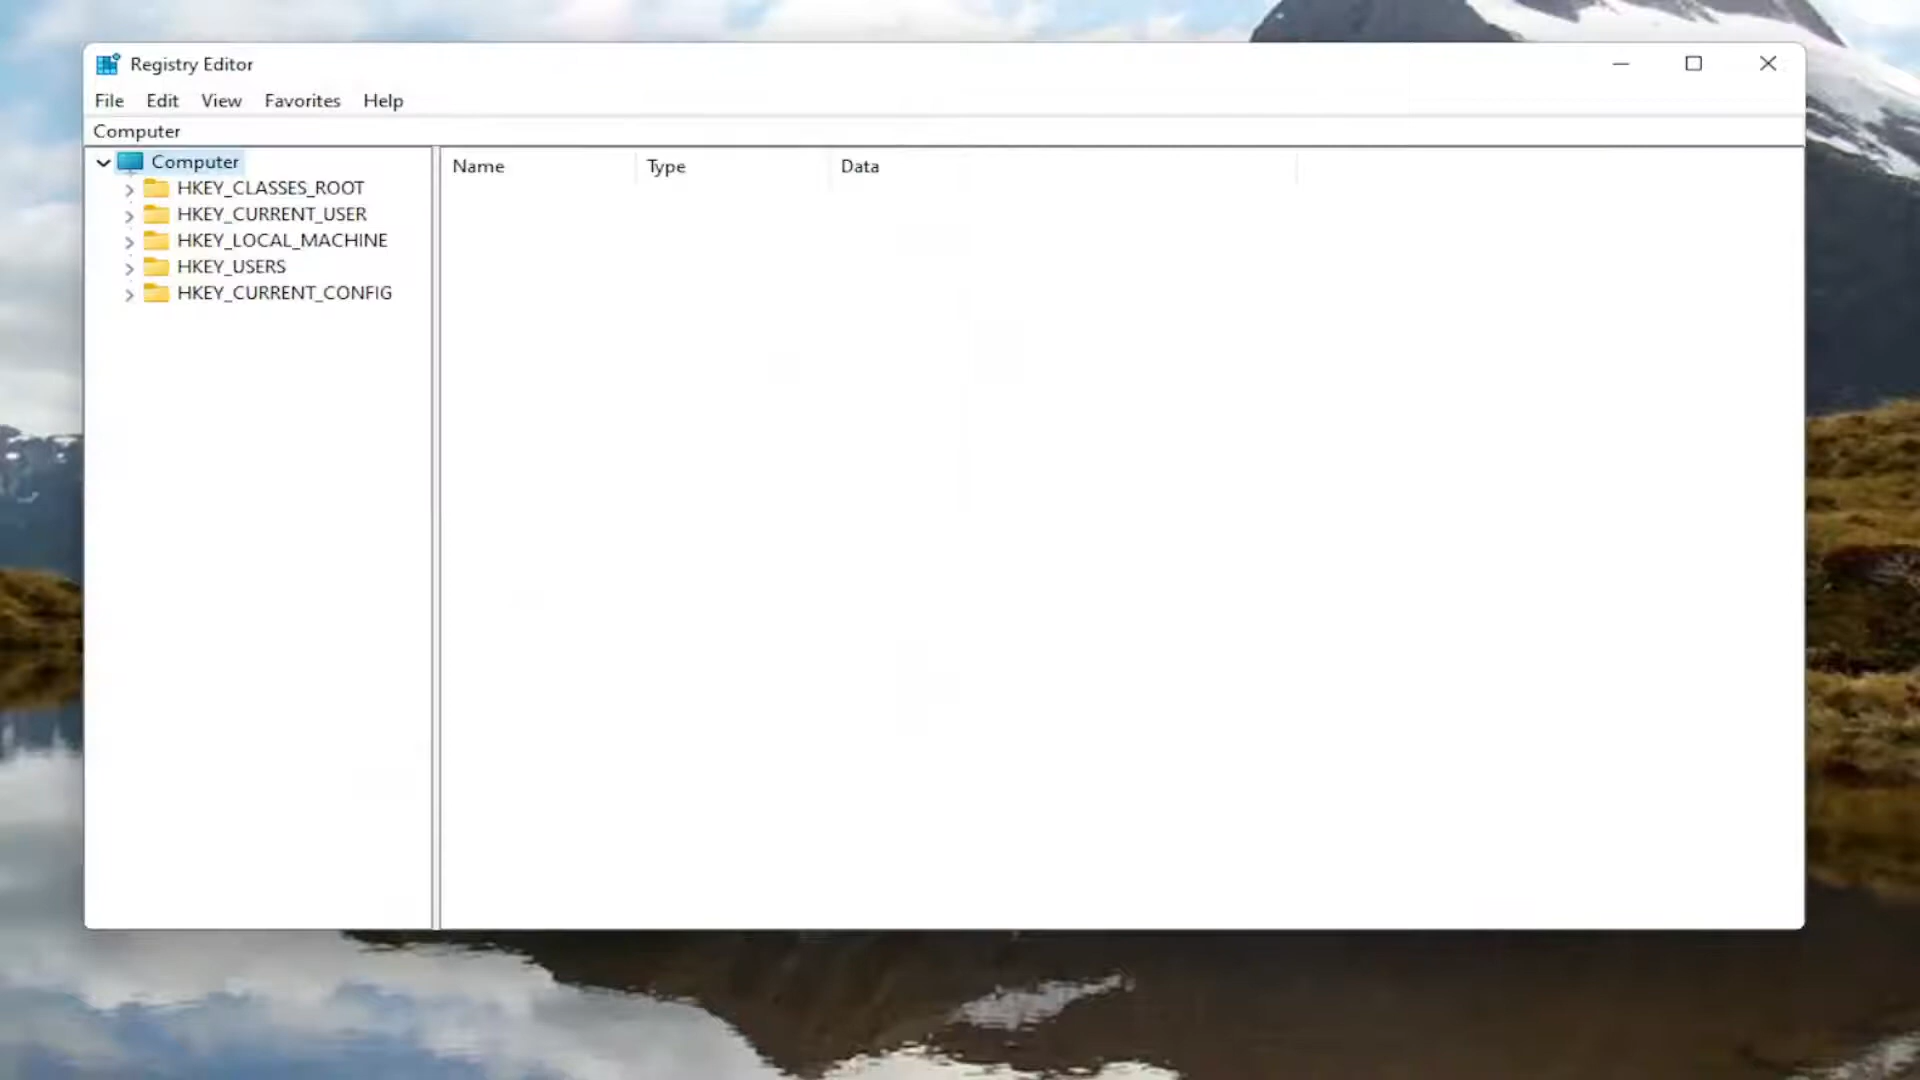 Registry Editor
File Edit View Favorites Help
Computer
Computer
HKEY_CLASSES_ROOT
HKEY_CURRENT_USER
HKEY_LOCAL_MACHINE
HKEY_USERS
HKEY_CURRENT_CONFIG
Name Type Data